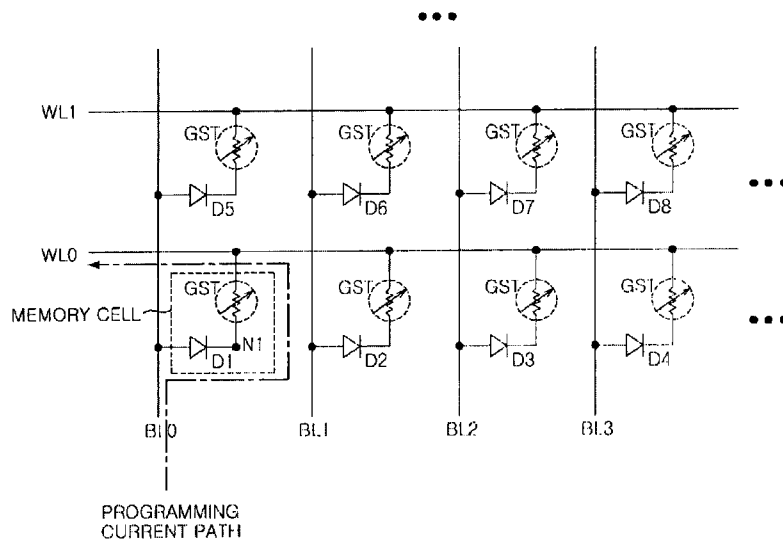 WL1
GST GST GST GST
D5 D6 D7 D8
WL0
GST GST GST GST
MEMORY CELL
D1 N1 D2 D3 D4
BL0 BL1 BL2 BL3
PROGRAMMING
CURRENT PATH